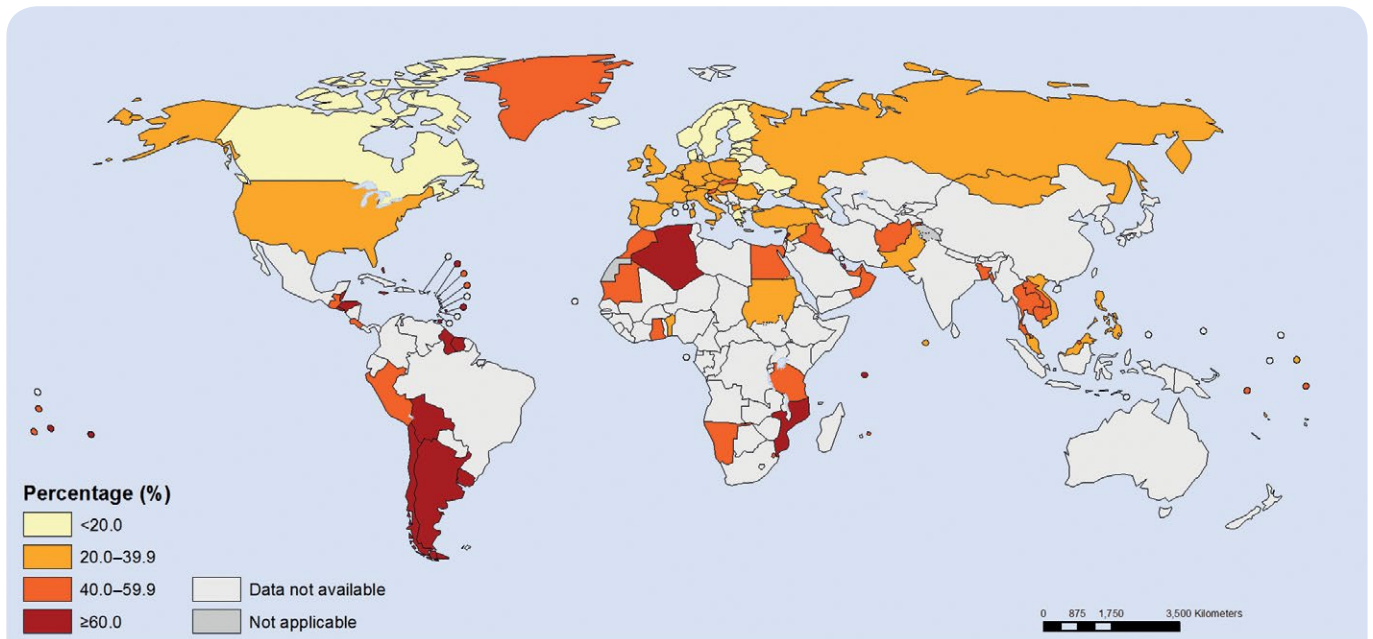 Percentage (%)
<20.0
20.0–39.9
40.0–59.9
≥60.0
Data not available
Not applicable
0 875 1,750 3,500 Kilometers